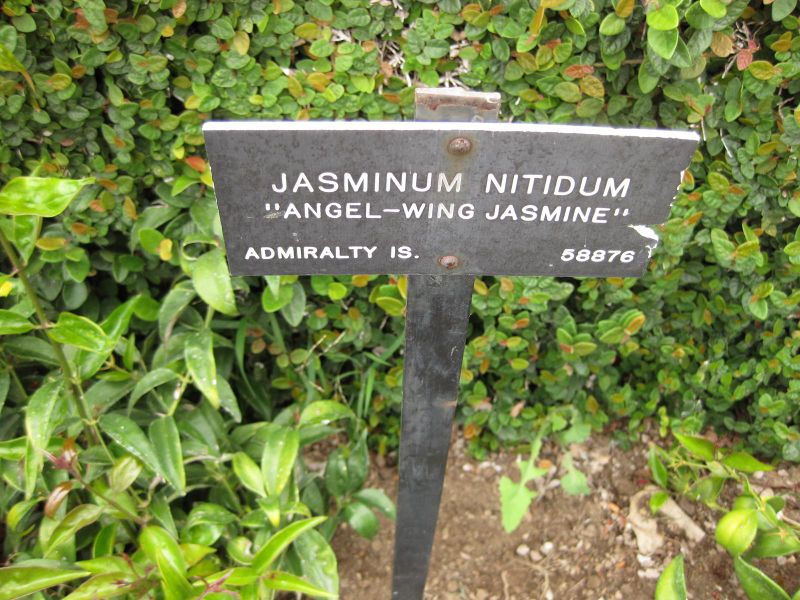 JASMINUM NITIDUM
"ANGEL-WING JASMINE"
ADMIRALTY IS. 58876